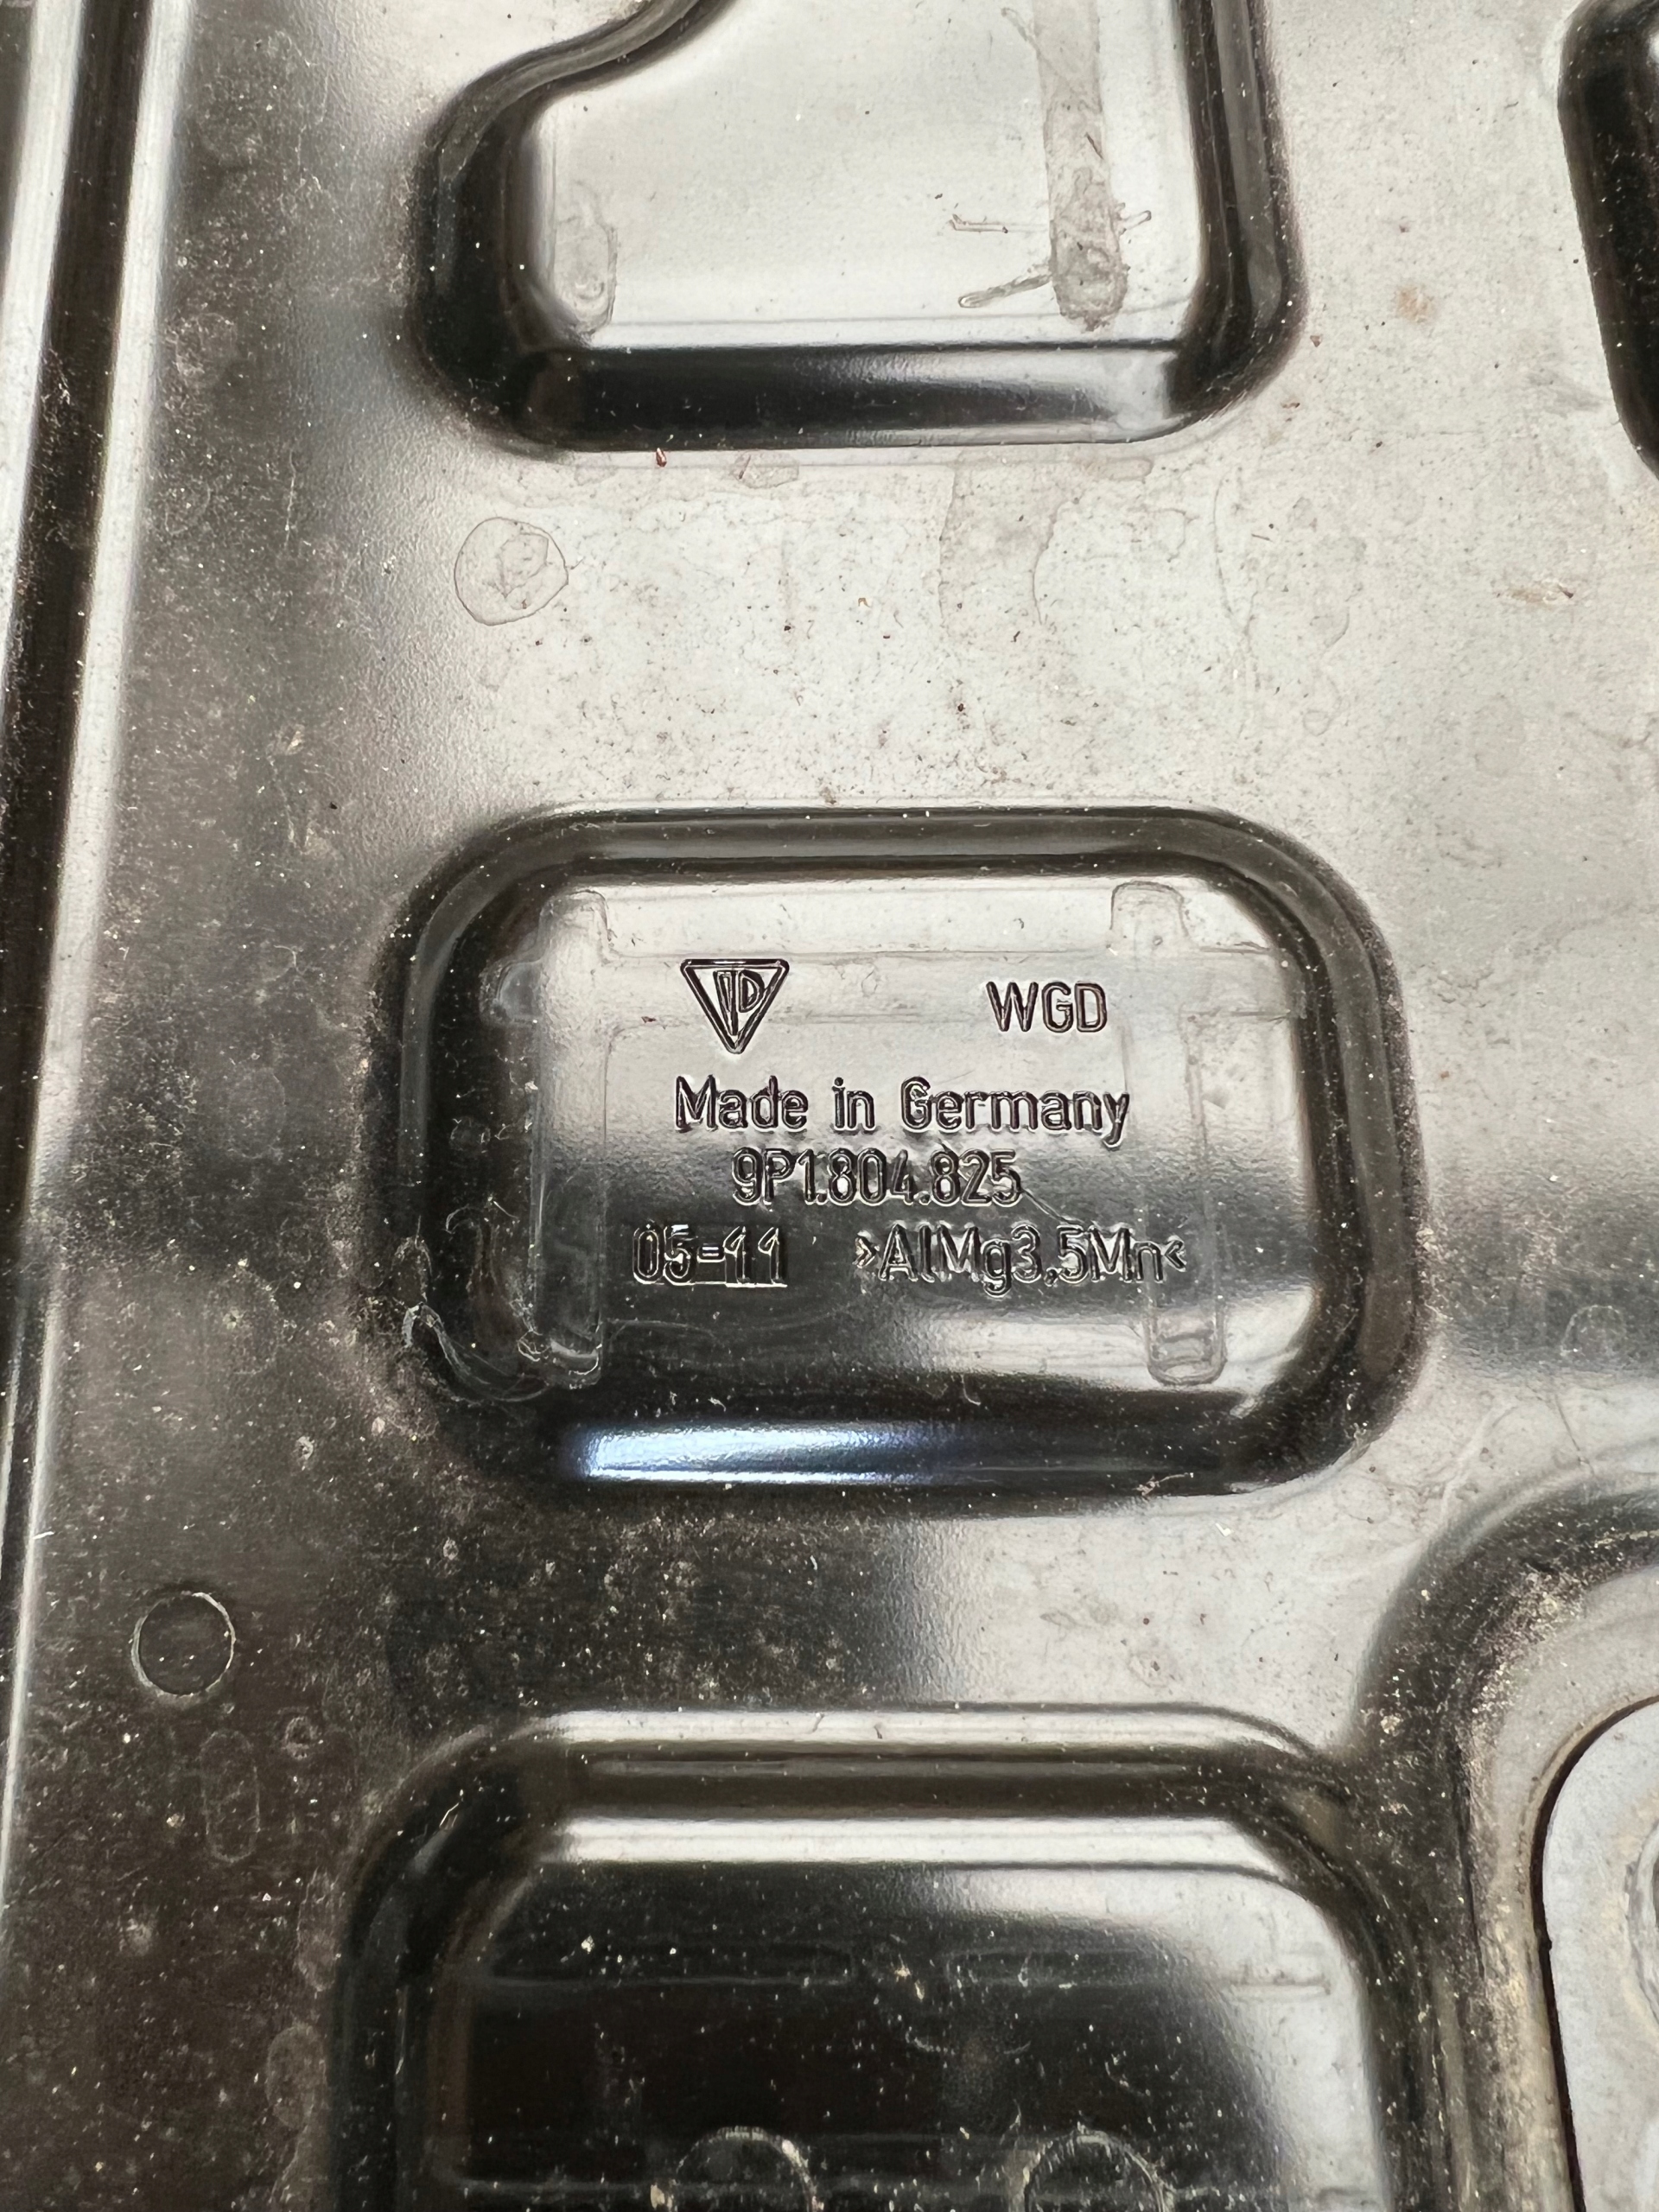 WGD
Made in Germany
9P1.804.825
05-11 >AlMg3,5Mn<